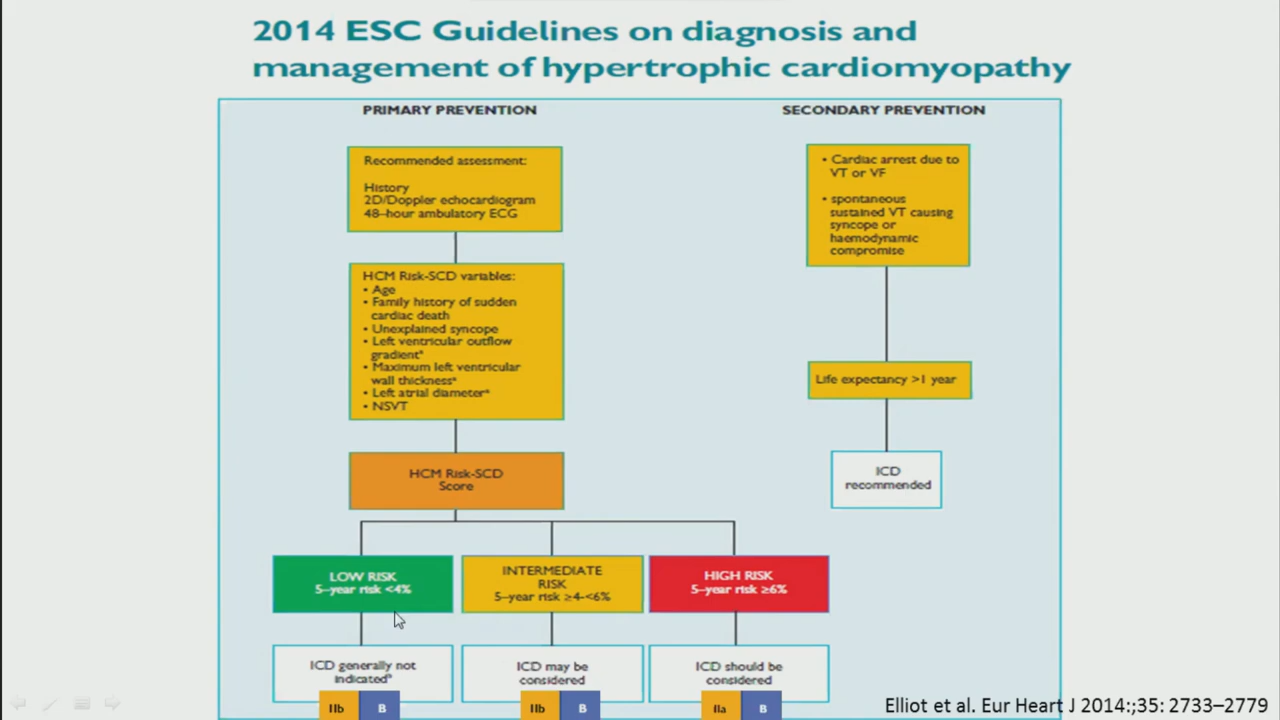 2014 ESC Guidelines on diagnosis and
management of hypertrophic cardiomyopathy
PRIMARY PREVENTION
Recommended assessment:
History
2D/Doppler echocardiogram
48–hour ambulatory ECG
HCM Risk-SCD variables:
• Age
• Family history of sudden
cardiac death
• Unexplained syncope
• Left ventricular outflow
gradientª
• Maximum left ventricular
wall thicknessª
• Left atrial diameterª
• NSVT
HCM Risk-SCD
Score
LOW RISK
5–year risk <4%
INTERMEDIATE
RISK
5–year risk ≥4-<6%
HIGH RISK
5–year risk ≥6%
ICD generally not
indicatedᵇ
ICD may be
considered
ICD should be
considered
IIb B
IIb B
IIa B
SECONDARY PREVENTION
• Cardiac arrest due to
VT or VF
• spontaneous
sustained VT causing
syncope or
haemodynamic
compromise
Life expectancy >1 year
ICD
recommended
Elliot et al. Eur Heart J 2014:;35: 2733–2779